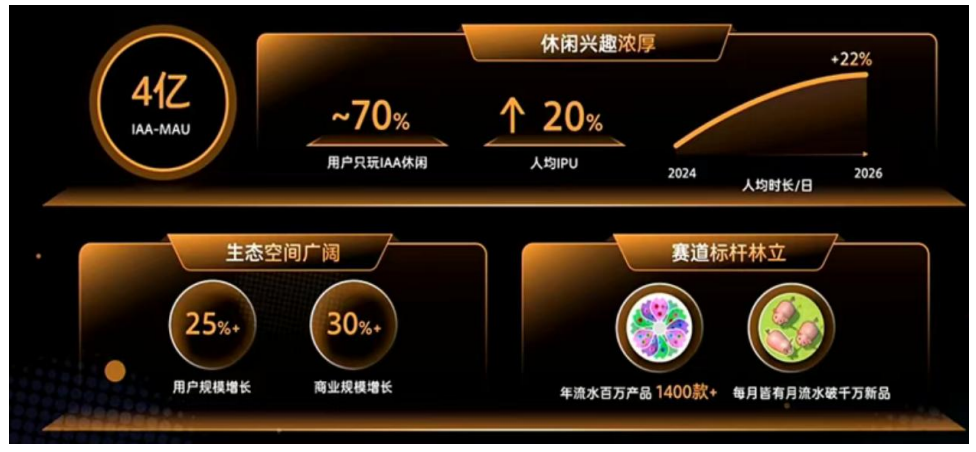 4亿
IAA-MAU
休闲兴趣浓厚
~70%
用户只玩IAA休闲
↑ 20%
人均IPU
+22%
2024
2026
人均时长/日
生态空间广阔
25%+
用户规模增长
30%+
商业规模增长
赛道标杆林立
年流水百万产品 1400款+
每月皆有月流水破千万新品